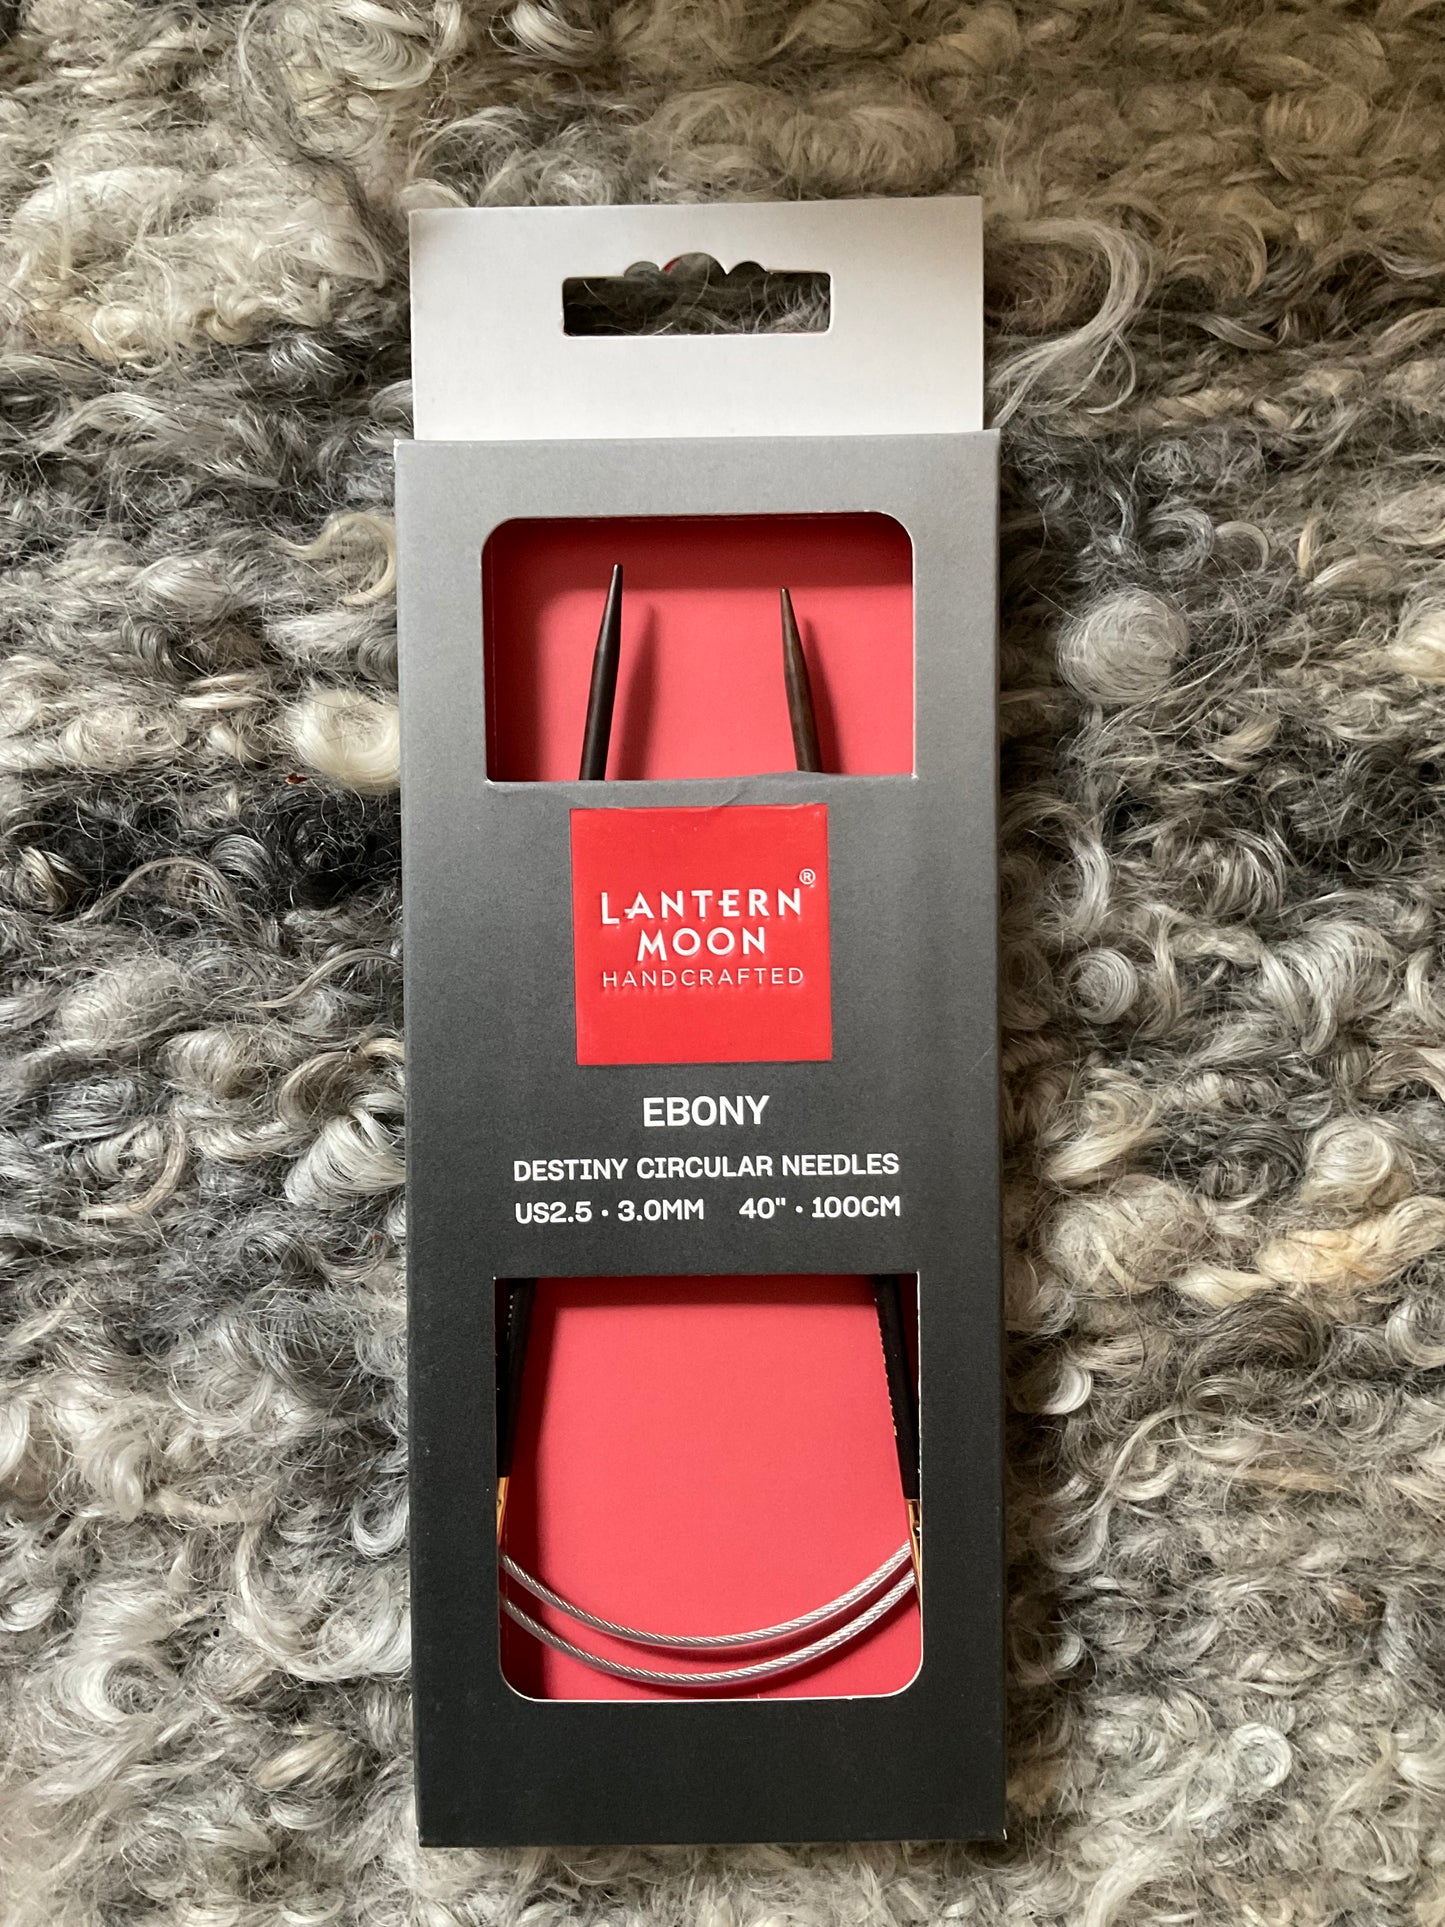 LANTERN®
MOON
HANDCRAFTED
EBONY
DESTINY CIRCULAR NEEDLES
US2.5 • 3.0MM 40" • 100CM